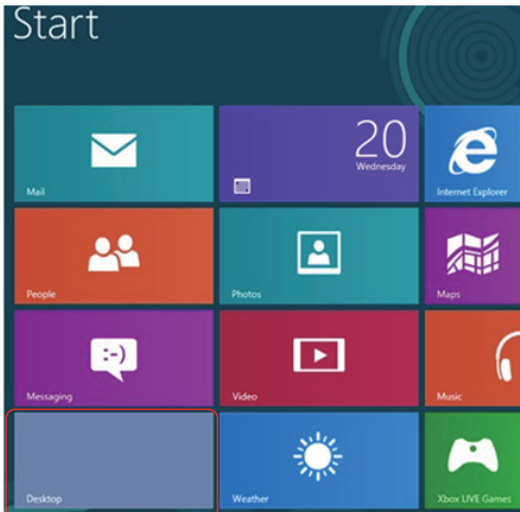 Start
Mail
20
Wednesday
Internet Explorer
People
Photos
Maps
Messaging
:-)
Video
Music
Desktop
Weather
Xbox LIVE Games